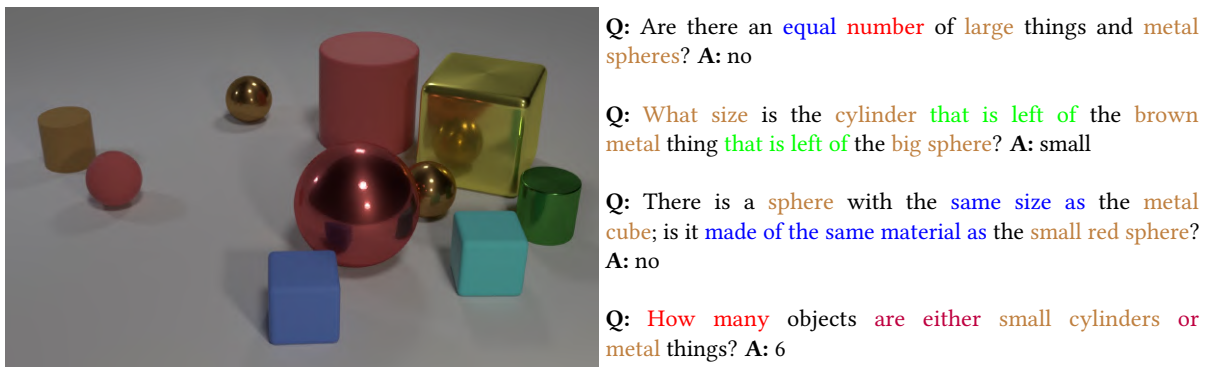 Q: Are there an equal number of large things and metal
spheres? A: no
Q: What size is the cylinder that is left of the brown
metal thing that is left of the big sphere? A: small
Q: There is a sphere with the same size as the metal
cube; is it made of the same material as the small red sphere?
A: no
Q: How many objects are either small cylinders or
metal things? A: 6